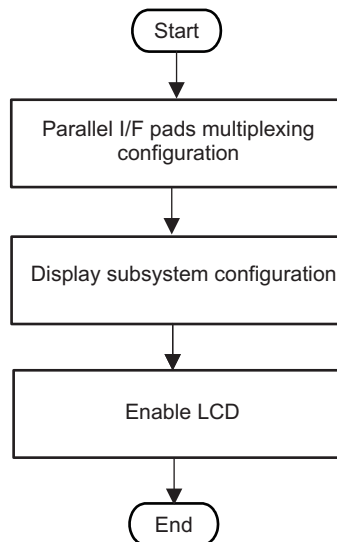 Start
Parallel I/F pads multiplexing
configuration
Display subsystem configuration
Enable LCD
End